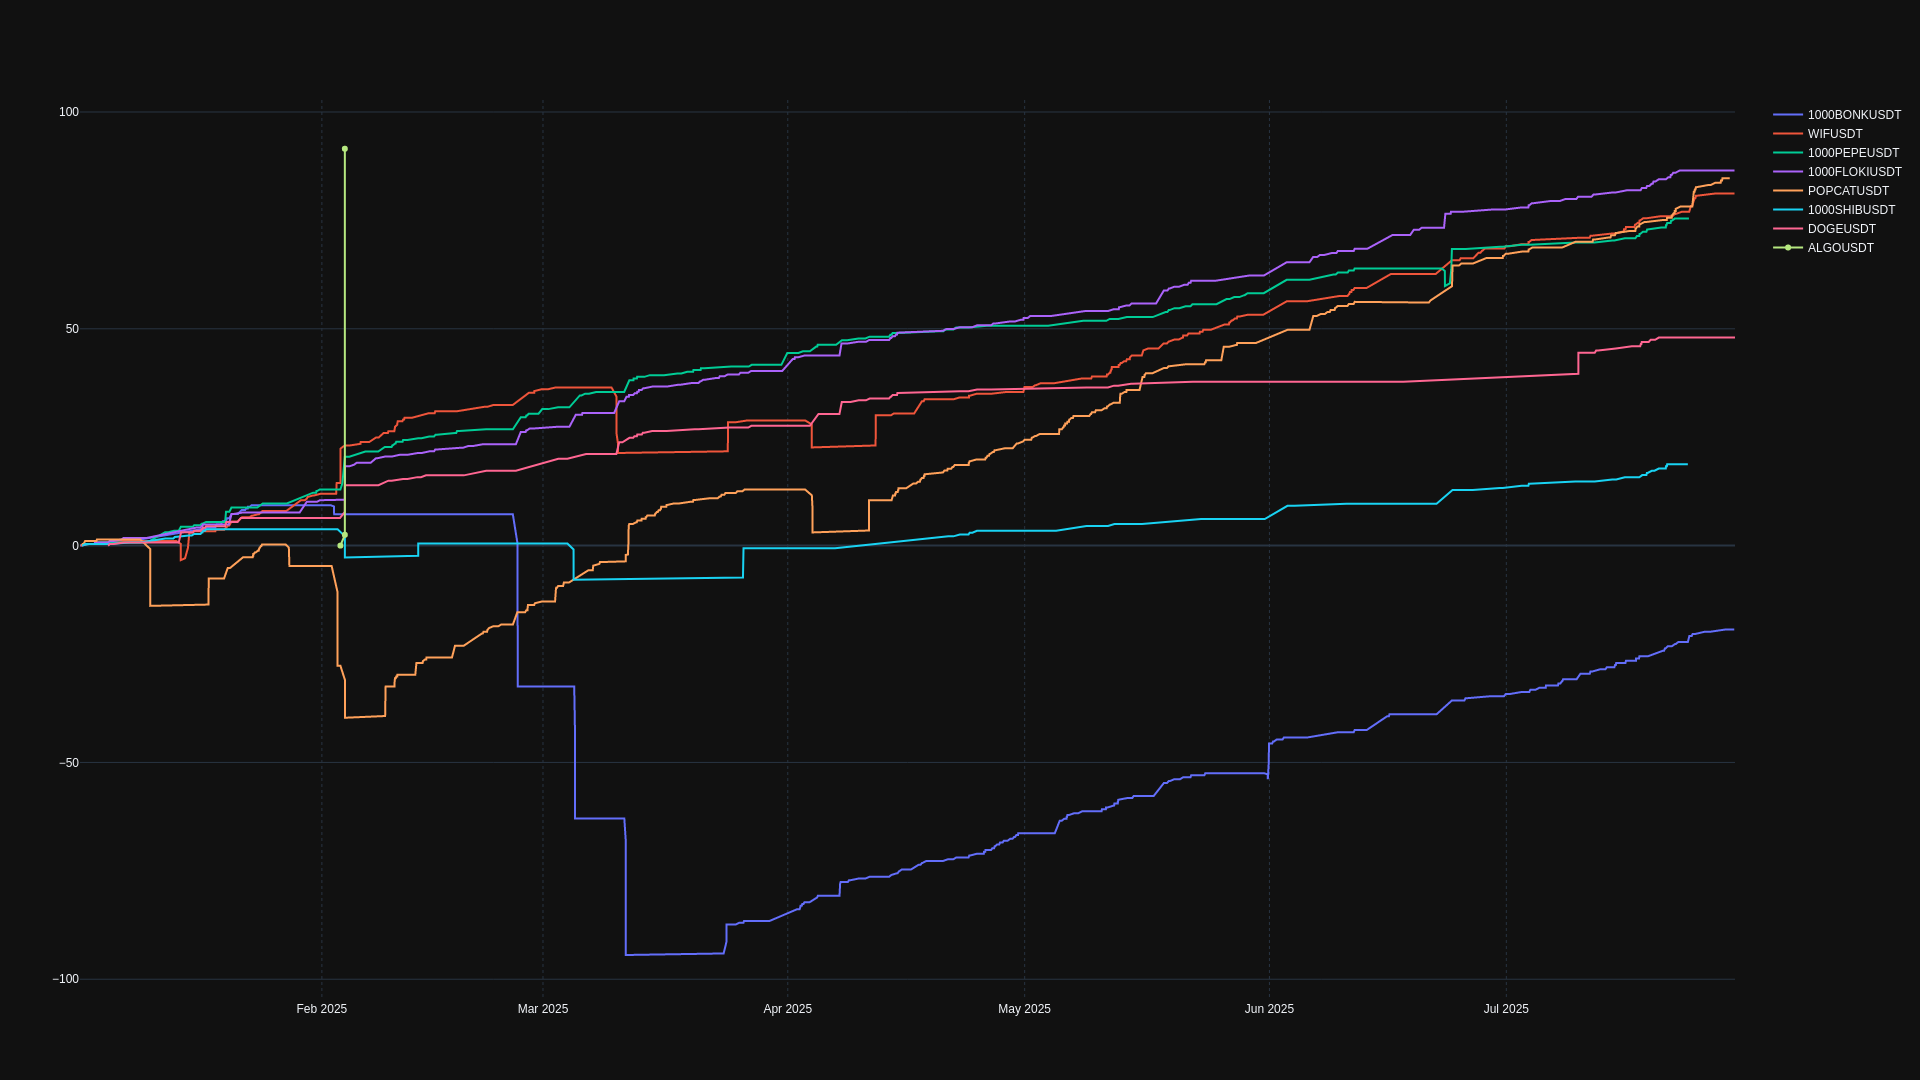 100
50
0
−50
−100
Feb 2025
Mar 2025
Apr 2025
May 2025
Jun 2025
Jul 2025
1000BONKUSDT
WIFUSDT
1000PEPEUSDT
1000FLOKIUSDT
POPCATUSDT
1000SHIBUSDT
DOGEUSDT
ALGOUSDT